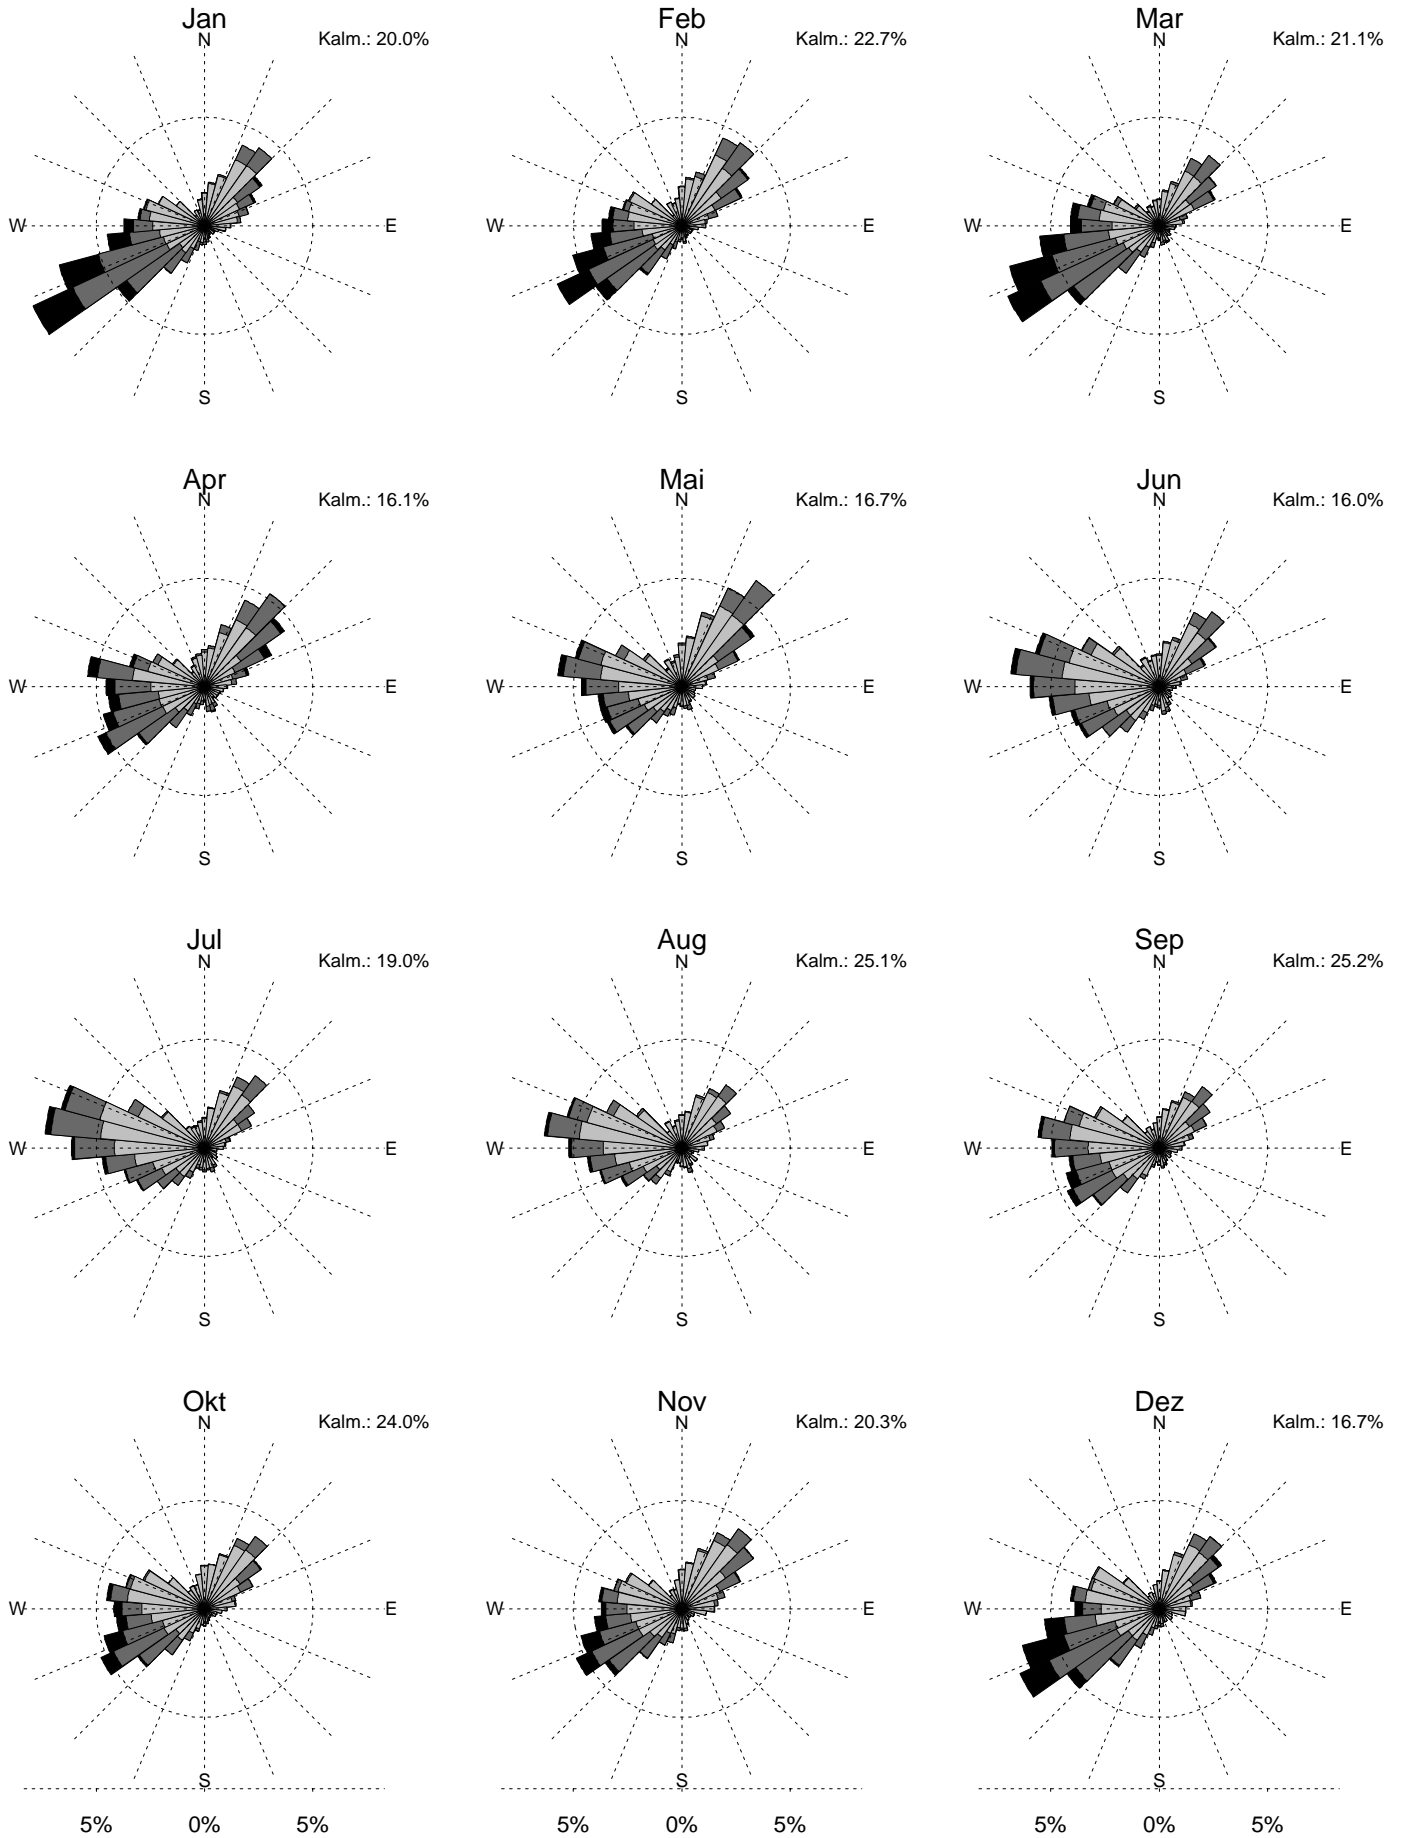 Jan Feb Mar
N Kalm.: 20.0% N Kalm.: 22.7% N Kalm.: 21.1%
W E W E W E
S S S
Apr Mai Jun
N Kalm.: 16.1% N Kalm.: 16.7% N Kalm.: 16.0%
W E W E W E
S S S
Jul Aug Sep
N Kalm.: 19.0% N Kalm.: 25.1% N Kalm.: 25.2%
W E W E W E
S S S
Okt Nov Dez
N Kalm.: 24.0% N Kalm.: 20.3% N Kalm.: 16.7%
W E W E W E
S S S
5% 0% 5% 5% 0% 5% 5% 0% 5%